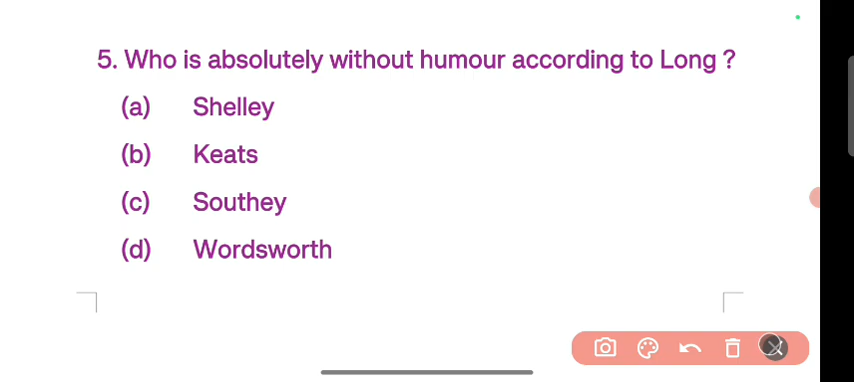 5. Who is absolutely without humour according to Long ?
(a) Shelley
(b) Keats
(c) Southey
(d) Wordsworth